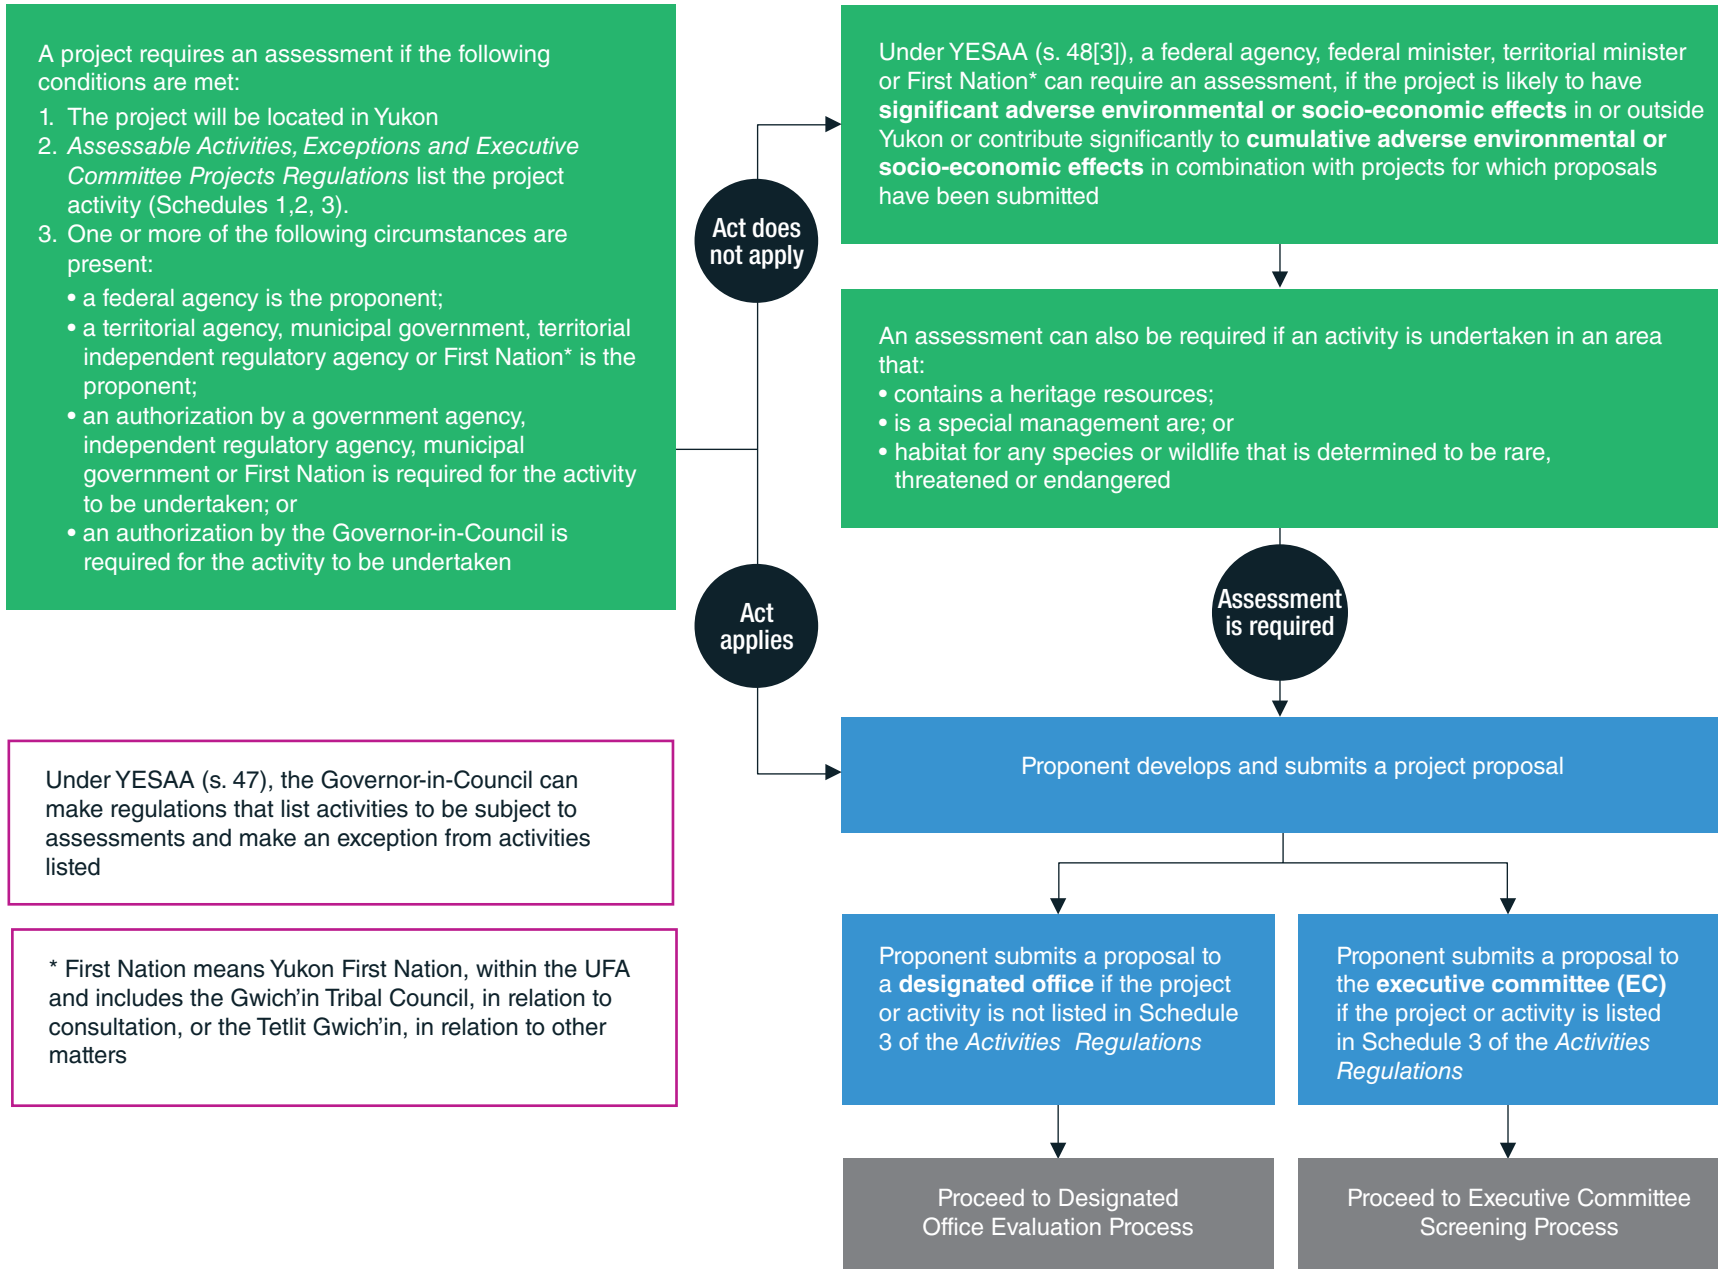 A project requires an assessment if the following
conditions are met:
1. The project will be located in Yukon
2. Assessable Activities, Exceptions and Executive
Committee Projects Regulations list the project
activity (Schedules 1,2, 3).
3. One or more of the following circumstances are
present:
• a federal agency is the proponent;
• a territorial agency, municipal government, territorial
independent regulatory agency or First Nation* is the
proponent;
• an authorization by a government agency,
independent regulatory agency, municipal
government or First Nation is required for the activity
to be undertaken; or
• an authorization by the Governor-in-Council is
required for the activity to be undertaken
Act does
not apply
Act
applies
Under YESAA (s. 48[3]), a federal agency, federal minister, territorial minister
or First Nation* can require an assessment, if the project is likely to have
significant adverse environmental or socio-economic effects in or outside
Yukon or contribute significantly to cumulative adverse environmental or
socio-economic effects in combination with projects for which proposals
have been submitted
An assessment can also be required if an activity is undertaken in an area
that:
• contains a heritage resources;
• is a special management are; or
• habitat for any species or wildlife that is determined to be rare,
threatened or endangered
Assessment
is required
Proponent develops and submits a project proposal
Under YESAA (s. 47), the Governor-in-Council can
make regulations that list activities to be subject to
assessments and make an exception from activities
listed
* First Nation means Yukon First Nation, within the UFA
and includes the Gwich’in Tribal Council, in relation to
consultation, or the Tetlit Gwich’in, in relation to other
matters
Proponent submits a proposal to
a designated office if the project
or activity is not listed in Schedule
3 of the Activities Regulations
Proponent submits a proposal to
the executive committee (EC)
if the project or activity is listed
in Schedule 3 of the Activities
Regulations
Proceed to Designated
Office Evaluation Process
Proceed to Executive Committee
Screening Process